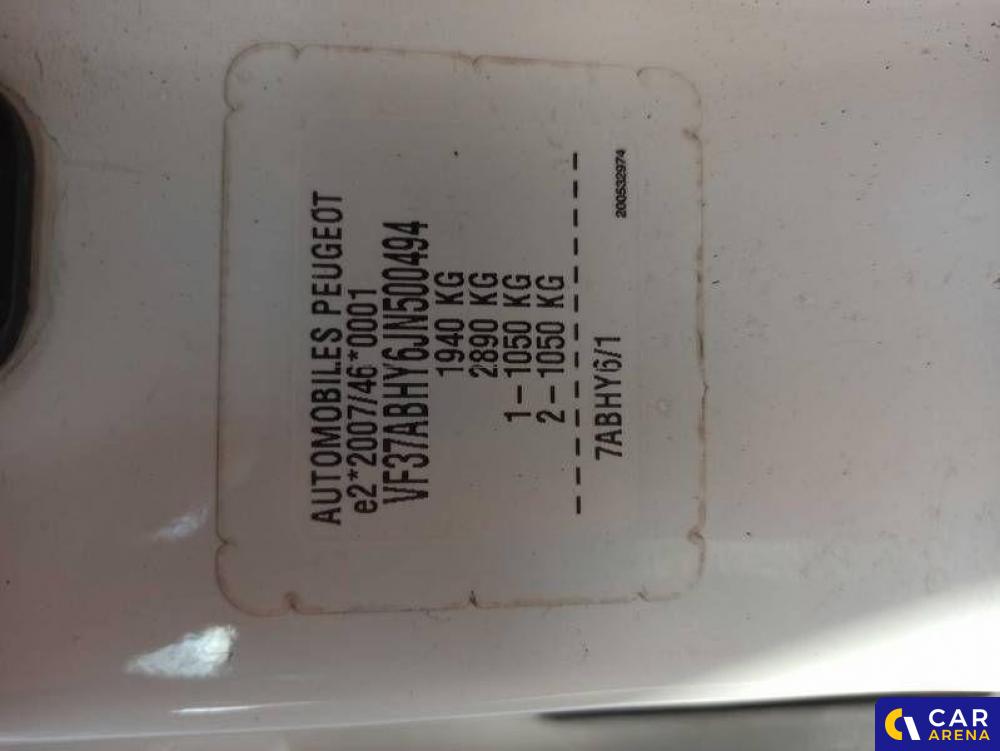 AUTOMOBILES PEUGEOT
e2*2007/46*0001
VF37ABHY6JN500494
1940 KG
2890 KG
1- 1050 KG
2- 1050 KG
- - - - - - - - - - - - -
7ABHY6/1
200532974
CAR
ARENA